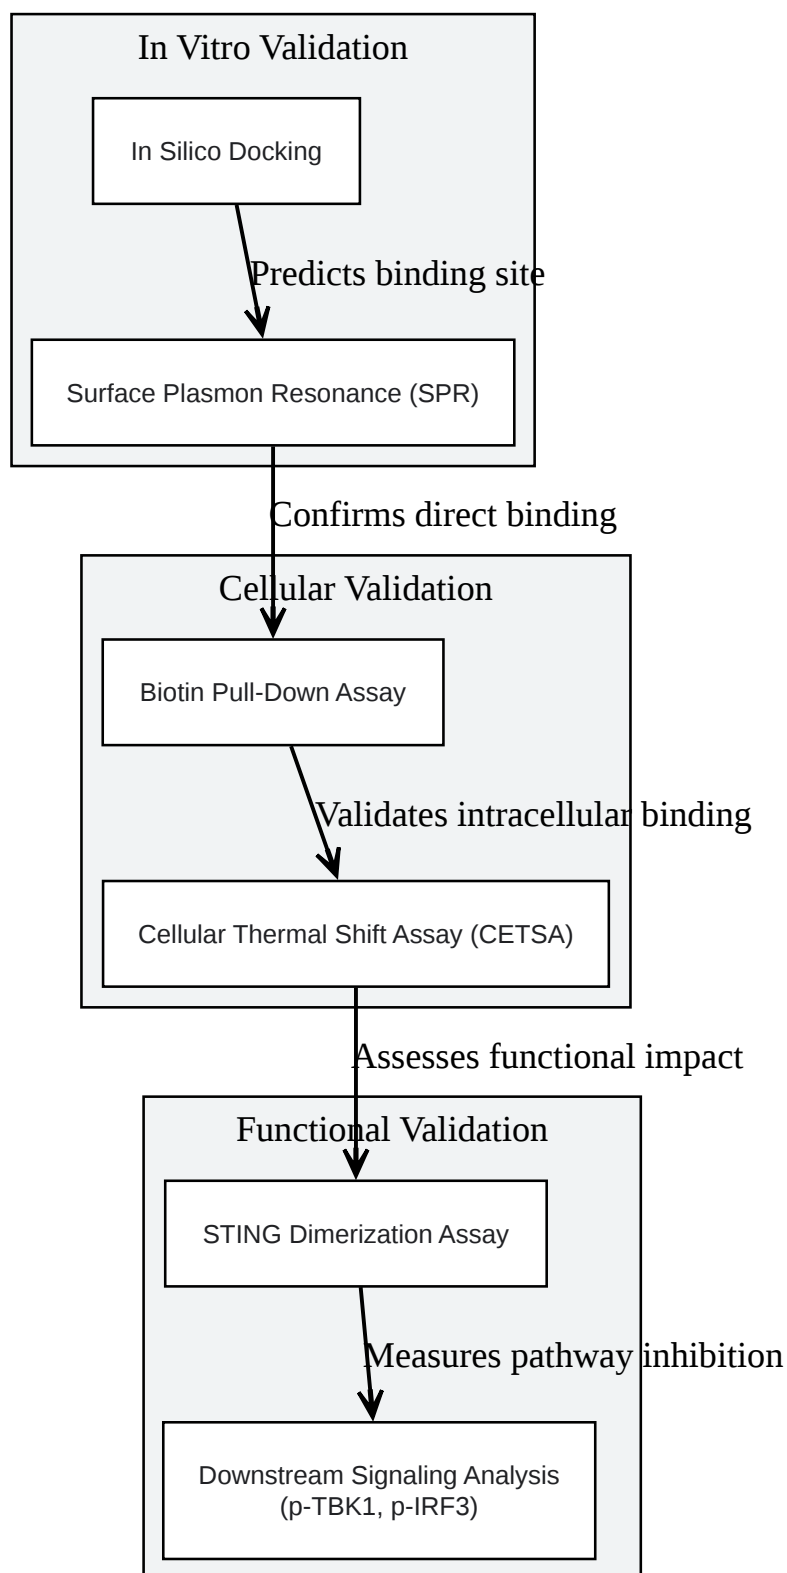 In Vitro Validation
In Silico Docking
Predicts binding site
Surface Plasmon Resonance (SPR)
Confirms direct binding
Cellular Validation
Biotin Pull-Down Assay
Validates intracellular binding
Cellular Thermal Shift Assay (CETSA)
Assesses functional impact
Functional Validation
STING Dimerization Assay
Measures pathway inhibition
Downstream Signaling Analysis
(p-TBK1, p-IRF3)